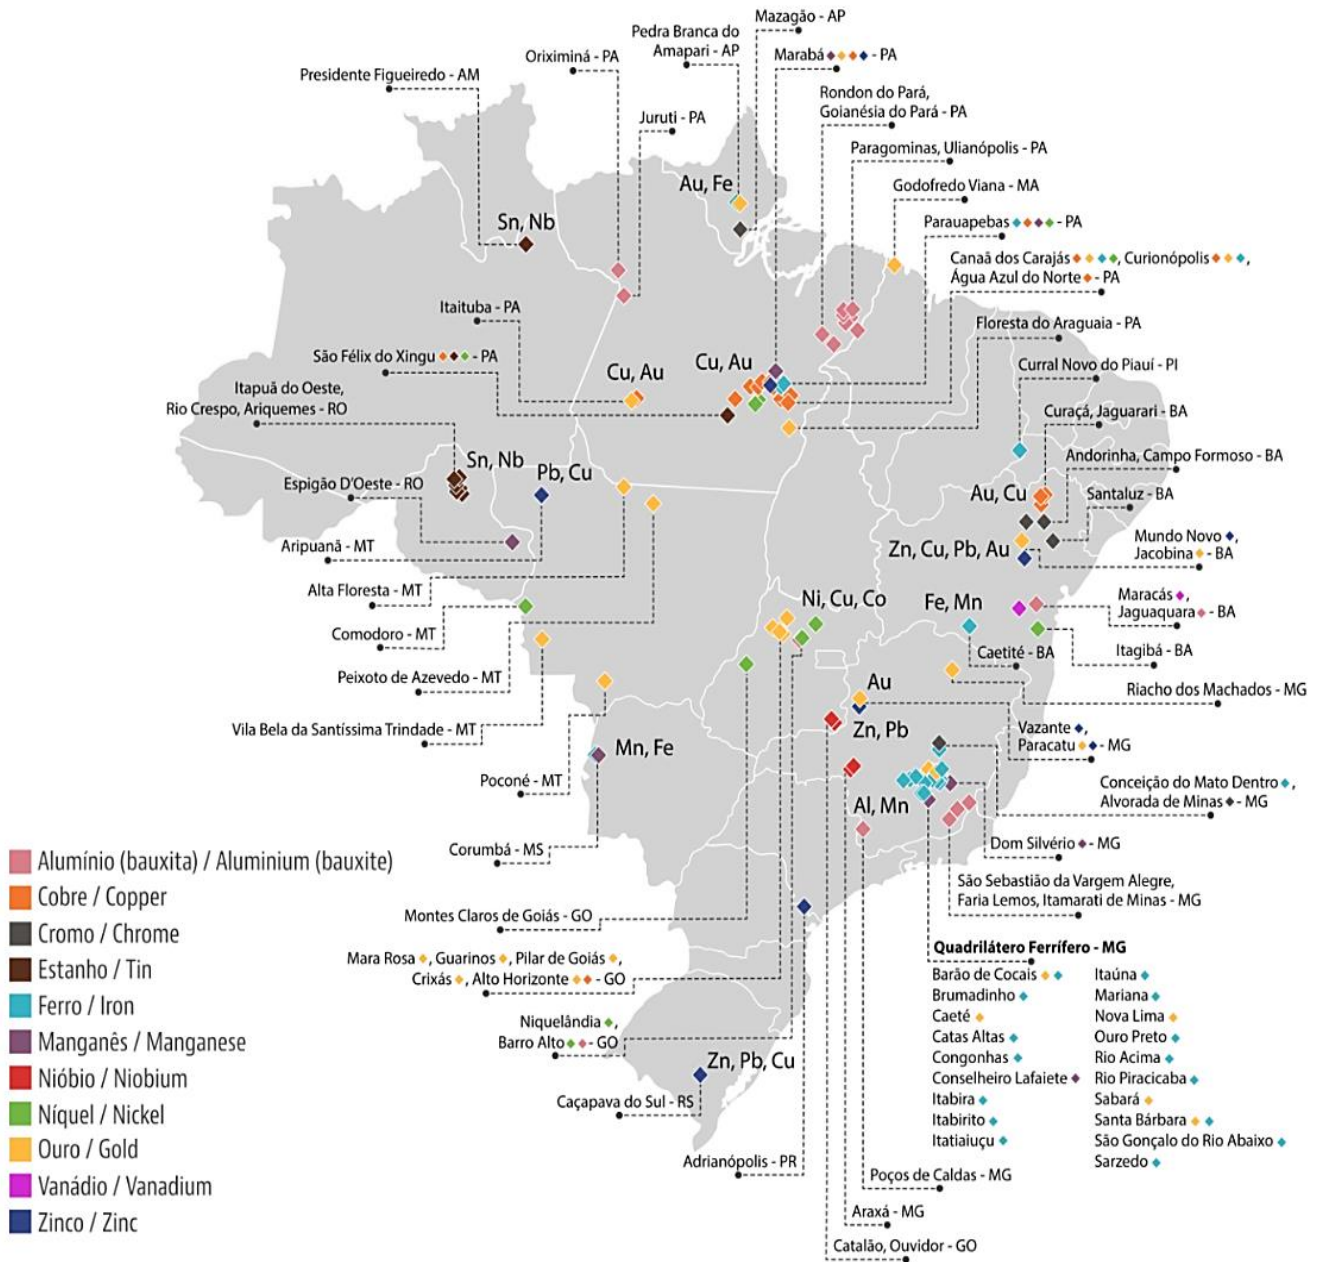 Mazagão - AP
Pedra Branca do
Amapari - AP
Oriximiná - PA
Marabá - PA
Presidente Figueiredo - AM
Rondon do Pará,
Goianésia do Pará - PA
Juruti - PA
Paragominas, Ulianópolis - PA
Au, Fe
Godofredo Viana - MA
Sn, Nb
Parauapebas - PA
Canaã dos Carajás , Curionópolis ,
Água Azul do Norte - PA
Itaituba - PA
Floresta do Araguaia - PA
São Félix do Xingu - PA
Cu, Au
Cu, Au
Curral Novo do Piauí - PI
Itapuã do Oeste,
Rio Crespo, Ariquemes - RO
Curaçá, Jaguarari - BA
Sn, Nb
Pb, Cu
Andorinha, Campo Formoso - BA
Espigão D'Oeste - RO
Au, Cu
Santaluz - BA
Aripuanã - MT
Zn, Cu, Pb, Au
Mundo Novo ,
Jacobina - BA
Alta Floresta - MT
Ni, Cu, Co
Fe, Mn
Maracás ,
Jaguaquara - BA
Comodoro - MT
Caetité - BA
Itagibá - BA
Peixoto de Azevedo - MT
Au
Riacho dos Machados - MG
Vila Bela da Santíssima Trindade - MT
Zn, Pb
Vazante ,
Paracatu - MG
Mn, Fe
Poconé - MT
Conceição do Mato Dentro ,
Alvorada de Minas - MG
Al, Mn
Corumbá - MS
Dom Silvério - MG
São Sebastião da Vargem Alegre,
Faria Lemos, Itamarati de Minas - MG
Montes Claros de Goiás - GO
Mara Rosa , Guarinos , Pilar de Goiás ,
Crixás , Alto Horizonte - GO
Niquelândia ,
Barro Alto - GO
Zn, Pb, Cu
Caçapava do Sul - RS
Adrianópolis - PR
Quadrilátero Ferrífero - MG
Barão de Cocais
Brumadinho
Caeté
Catas Altas
Congonhas
Conselheiro Lafaiete
Itabira
Itabirito
Itatiaiuçu
Itaúna
Mariana
Nova Lima
Ouro Preto
Rio Acima
Rio Piracicaba
Sabará
Santa Bárbara
São Gonçalo do Rio Abaixo
Sarzedo
Poços de Caldas - MG
Araxá - MG
Catalão, Ouvidor - GO
Alumínio (bauxita) / Aluminium (bauxite)
Cobre / Copper
Cromo / Chrome
Estanho / Tin
Ferro / Iron
Manganês / Manganese
Nióbio / Niobium
Níquel / Nickel
Ouro / Gold
Vanádio / Vanadium
Zinco / Zinc